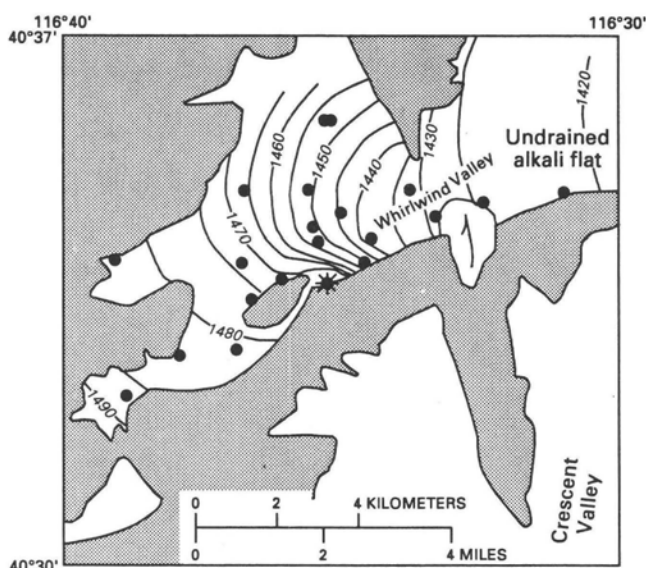 116°40' 116°30'
40°37'
1420
1430
1460
1450
1440
Undrained
alkali flat
Whirlwind Valley
1470
1480
1490
0 2 4 KILOMETERS
0 2 4 MILES
Crescent
Valley
40°30'